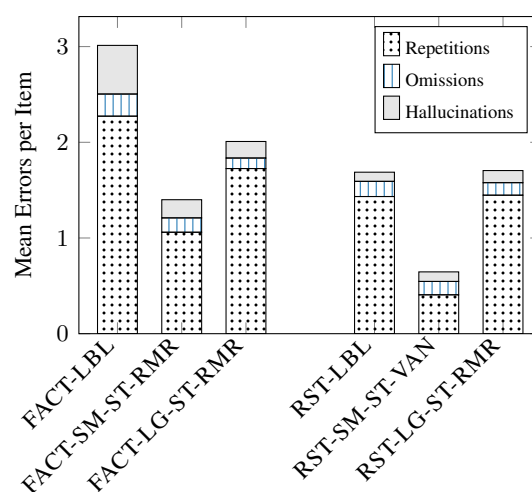 3
2
1
0
Mean Errors per Item
Repetitions
Omissions
Hallucinations
FACT-LBL
FACT-SM-ST-RMR
FACT-LG-ST-RMR
RST-LBL
RST-SM-ST-VAN
RST-LG-ST-RMR